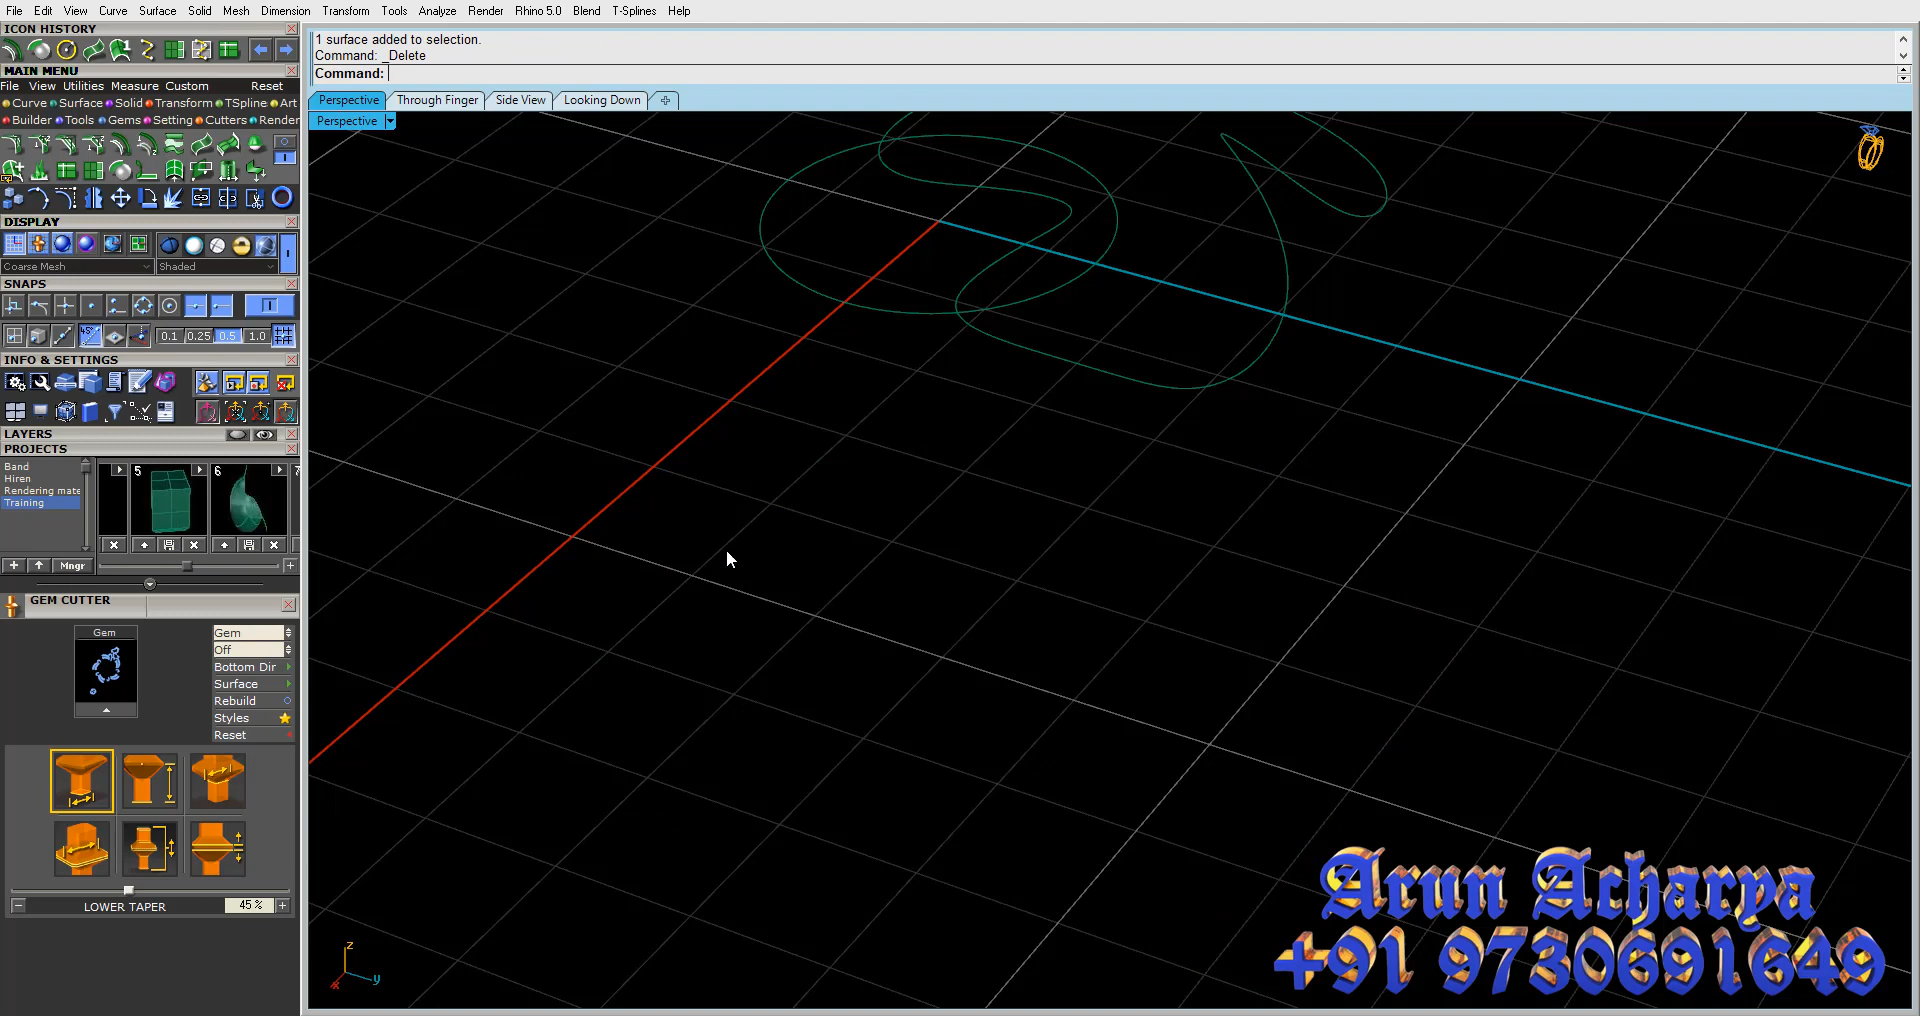 File Edit View Curve Surface Solid Mesh Dimension Transform Tools Analyze Render Rhino 5.0 Blend T-Splines Help
ICON HISTORY
MAIN MENU
File View Utilities Measure Custom Reset
Curve Surface Solid Transform TSpline Art
Builder Tools Gems Setting Cutters Render
DISPLAY
Coarse Mesh Shaded
SNAPS
45°
0.1 0.25 0.5 1.0
INFO & SETTINGS
LAYERS
PROJECTS
Band
Hiren
Rendering mate
Training
5 6 7
Mngr
GEM CUTTER
Gem
Gem
Off
Bottom Dir
Surface
Rebuild
Styles
Reset
LOWER TAPER 45 %
1 surface added to selection.
Command: _Delete
Command:
Perspective Through Finger Side View Looking Down
Perspective
z
x y
Arun Acharya
+91 9730691649